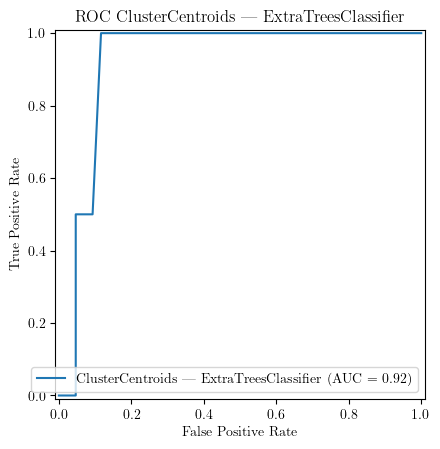 ROC ClusterCentroids — ExtraTreesClassifier
1.0
0.8
0.6
0.4
0.2
0.0
True Positive Rate
ClusterCentroids — ExtraTreesClassifier (AUC = 0.92)
0.0 0.2 0.4 0.6 0.8 1.0
False Positive Rate